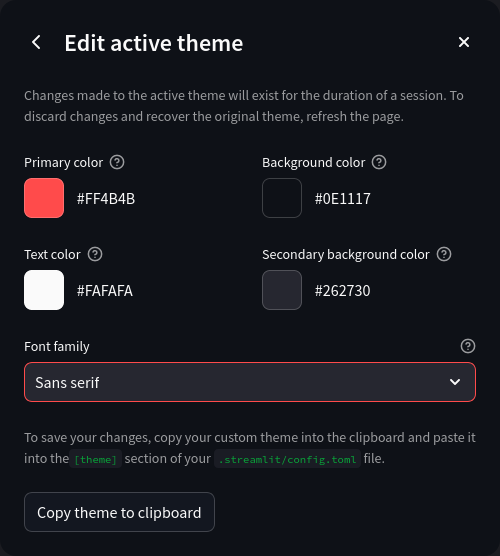 Edit active theme
Changes made to the active theme will exist for the duration of a session. To
discard changes and recover the original theme, refresh the page.
Primary color
Background color
#FF4B4B
#0E1117
Text color
Secondary background color
#FAFAFA
#262730
Font family
Sans serif
To save your changes, copy your custom theme into the clipboard and paste it
into the [theme] section of your .streamlit/config.toml file.
Copy theme to clipboard